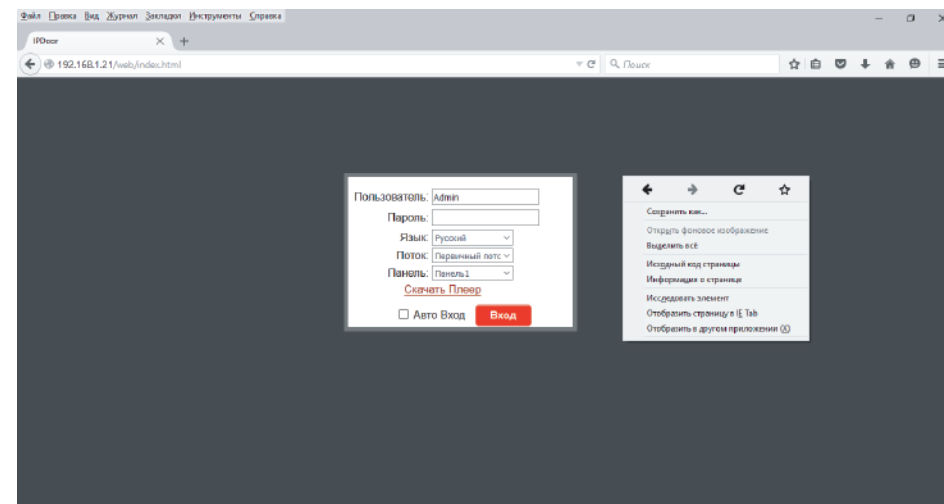 Файл Правка Вид Журнал Закладки Инструменты Справка
IPDoor
192.168.1.21/web/index.html
Поиск
Пользователь: Admin
Пароль:
Язык: Русский
Поток: Первичный потс
Панель: Панель1
Скачать Плеер
Авто Вход Вход
Сохранить как...
Открыть фоновое изображение
Выделить всё
Исходный код страницы
Информация о странице
Исследовать элемент
Отобразить страницу в IE Tab
Отобразить в другом приложении (X)